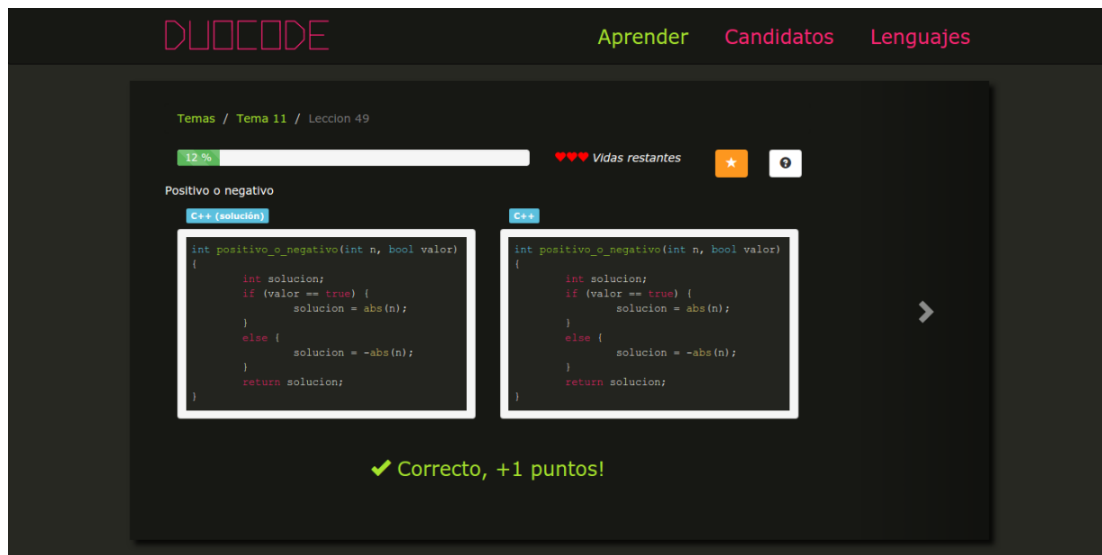 DUOCODE
Aprender Candidatos Lenguajes
Temas / Tema 11 / Leccion 49
12 %
Vidas restantes
Positivo o negativo
C++ (solución)
int positivo_o_negativo(int n, bool valor)
{
int solucion;
if (valor == true) {
solucion = abs(n);
}
else {
solucion = -abs(n);
}
return solucion;
}
C++
int positivo_o_negativo(int n, bool valor)
{
int solucion;
if (valor == true) {
solucion = abs(n);
}
else {
solucion = -abs(n);
}
return solucion;
}
Correcto, +1 puntos!